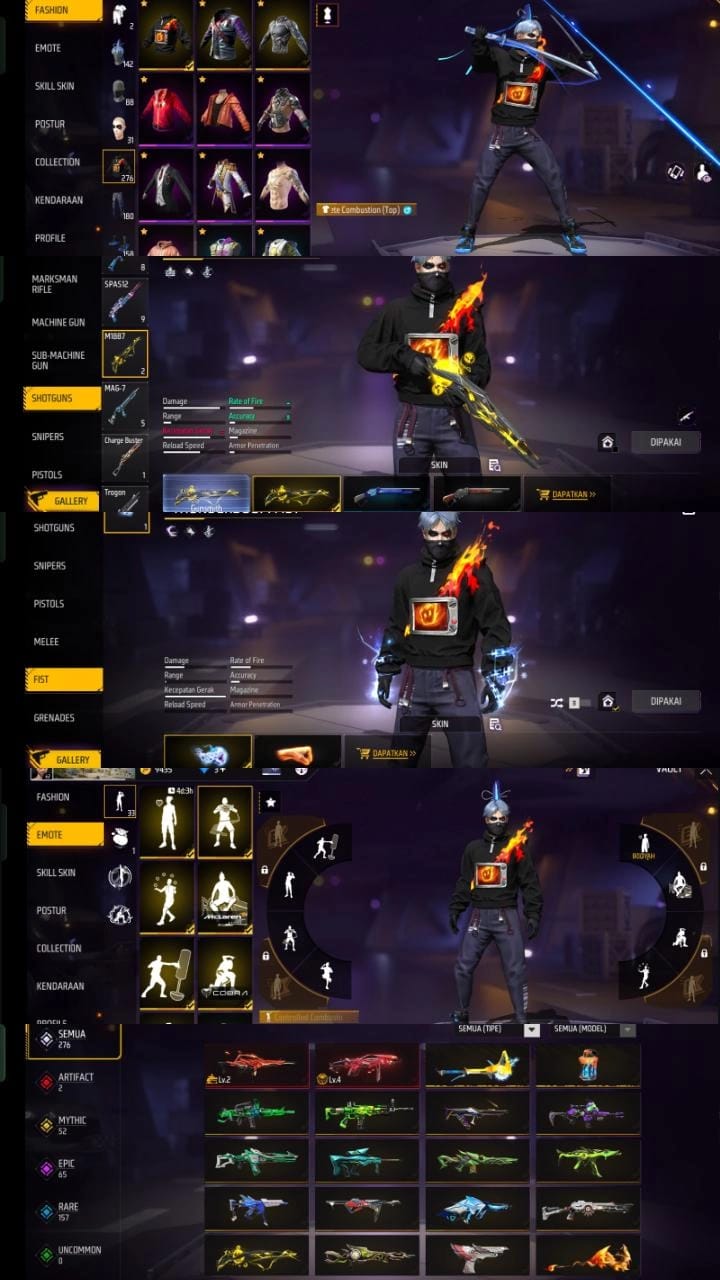 FASHION
2
EMOTE
142
SKILL SKIN
88
POSTUR
31
COLLECTION
276
KENDARAAN
180
PROFILE
158
ete Combustion (Top)
MARKSMAN
RIFLE
8
SPAS12
9
MACHINE GUN
M1887
2
SUB-MACHINE
GUN
MAG-7
5
SHOTGUNS
SNIPERS
Charge Buster
1
PISTOLS
Trogon
GALLERY
Damage
Rate of Fire
Range
Accuracy
Kecepatan Gerak
Magazine
Reload Speed
Armor Penetration
SKIN
DIPAKAI
DAPATKAN >>
SHOTGUNS
1
SNIPERS
PISTOLS
MELEE
FIST
GRENADES
GALLERY
Damage
Rate of Fire
Range
Accuracy
Kecepatan Gerak
Magazine
Reload Speed
Armor Penetration
SKIN
DIPAKAI
DAPATKAN >>
9435
3+
VAULT
FASHION
33
4d:3h
EMOTE
1
SKILL SKIN
POSTUR
McLaren
COLLECTION
KENDARAAN
COBRA
PROFILE
BOOYAH
SEMUA
276
SEMUA (TIPE)
SEMUA (MODEL)
ARTIFACT
2
Lv.2
Lv.4
MYTHIC
52
EPIC
65
RARE
157
UNCOMMON
0